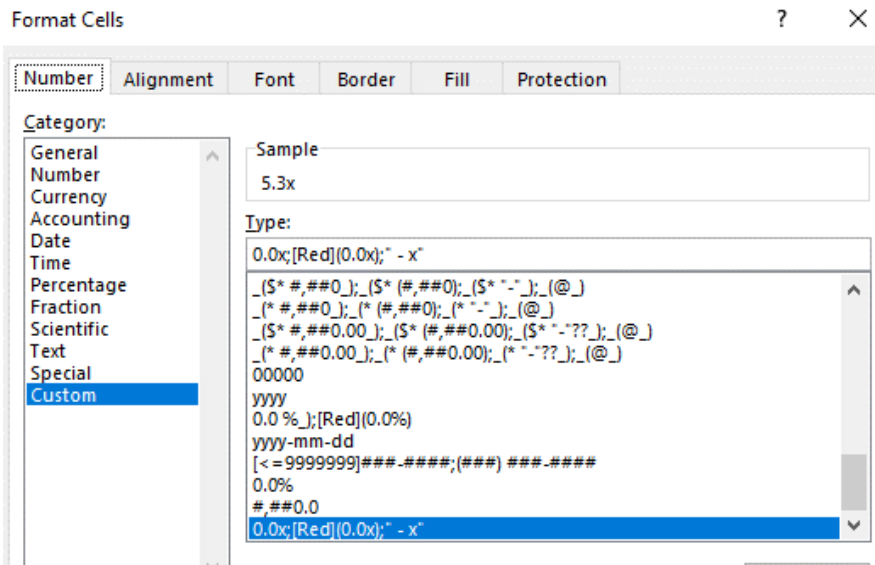 Format Cells ? ×
Number Alignment Font Border Fill Protection
Category:
General
Number
Currency
Accounting
Date
Time
Percentage
Fraction
Scientific
Text
Special
Custom
Sample
5.3x
Type:
0.0x;[Red](0.0x);" - x"
_($* #,##0_);_($* (#,##0);_($* "-"_);_(@_)
_(* #,##0_);_(* (#,##0);_(* "-"_);_(@_)
_($* #,##0.00_);_($* (#,##0.00);_($* "-"??_);_(@_)
_(* #,##0.00_);_(* (#,##0.00);_(* "-"??_);_(@_)
00000
yyyy
0.0 %_);[Red](0.0%)
yyyy-mm-dd
[<=9999999]###-####;(###) ###-####
0.0%
#,##0.0
0.0x;[Red](0.0x);" - x"